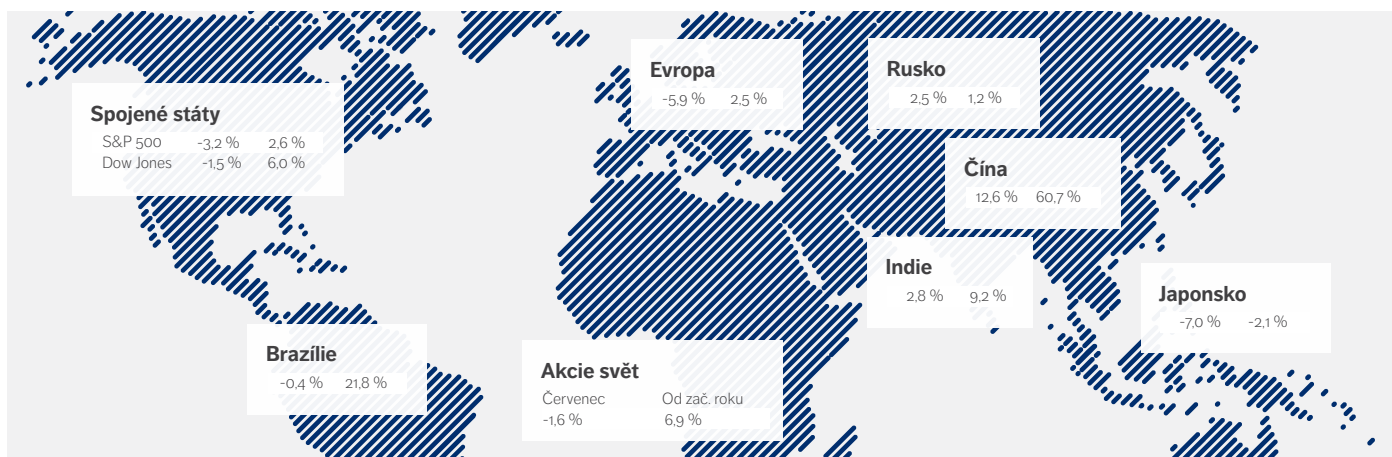 Spojené státy
S&P 500 -3,2 % 2,6 %
Dow Jones -1,5 % 6,0 %
Evropa
-5,9 % 2,5 %
Rusko
2,5 % 1,2 %
Čína
12,6 % 60,7 %
Indie
2,8 % 9,2 %
Japonsko
-7,0 % -2,1 %
Brazílie
-0,4 % 21,8 %
Akcie svět
Červenec Od zač. roku
-1,6 % 6,9 %